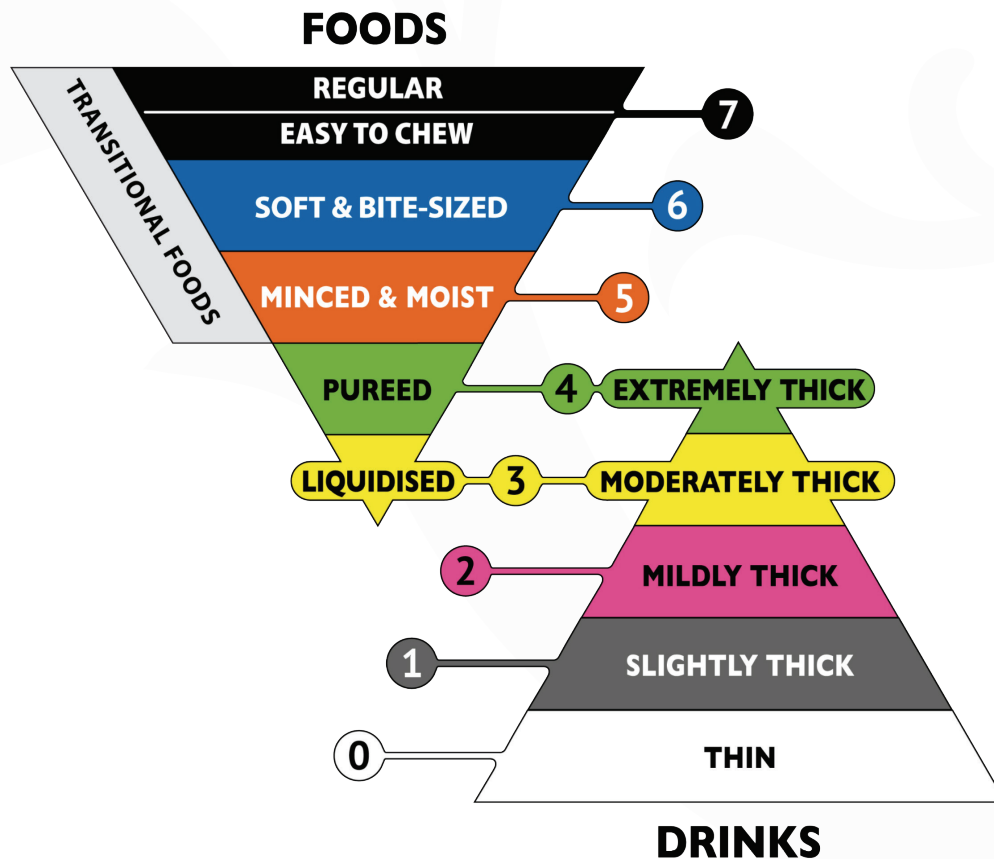 FOODS
TRANSITIONAL FOODS
REGULAR
EASY TO CHEW
7
SOFT & BITE-SIZED
6
MINCED & MOIST
5
PUREED
4
EXTREMELY THICK
LIQUIDISED
3
MODERATELY THICK
2
MILDLY THICK
1
SLIGHTLY THICK
0
THIN
DRINKS